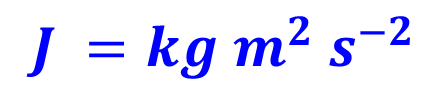 J = kg m² s⁻²